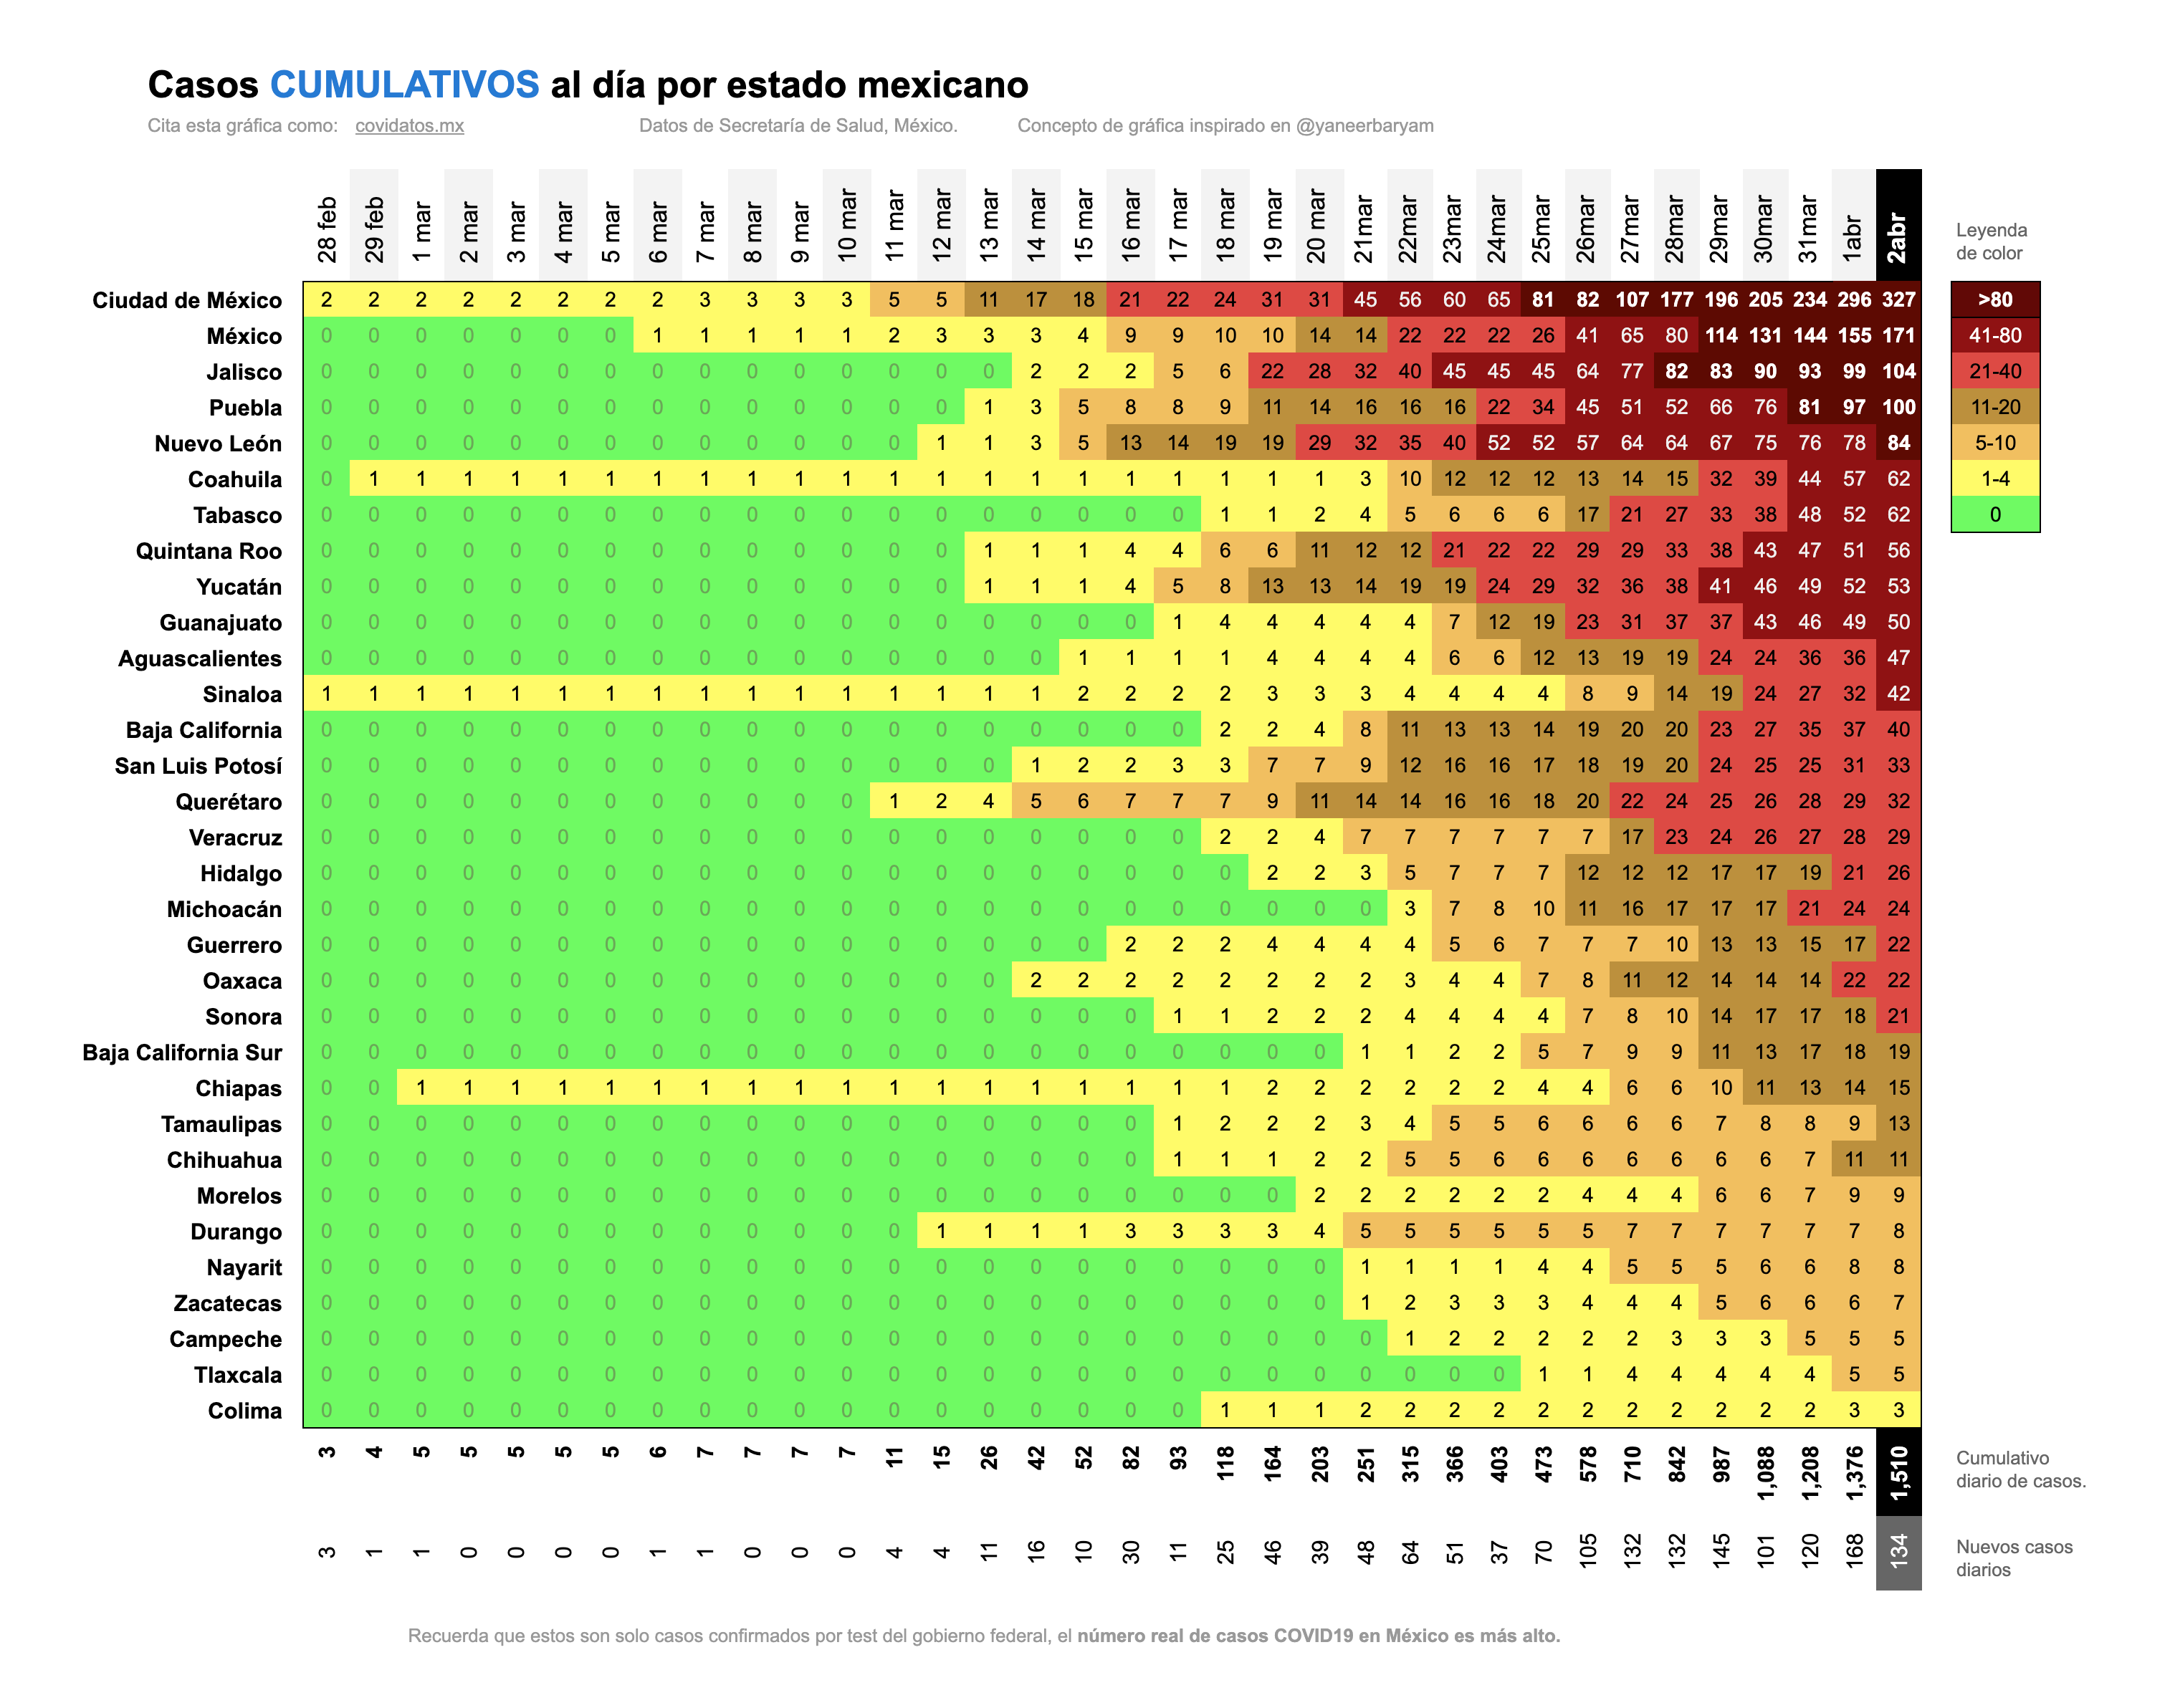 Casos CUMULATIVOS al día por estado mexicano
Cita esta gráfica como: covidatos.mx Datos de Secretaría de Salud, México. Concepto de gráfica inspirado en @yaneerbaryam
28 feb 29 feb 1 mar 2 mar 3 mar 4 mar 5 mar 6 mar 7 mar 8 mar 9 mar 10 mar 11 mar 12 mar 13 mar 14 mar 15 mar 16 mar 17 mar 18 mar 19 mar 20 mar 21mar 22mar 23mar 24mar 25mar 26mar 27mar 28mar 29mar 30mar 31mar 1abr 2abr
Leyenda
de color
Ciudad de México 2 2 2 2 2 2 2 2 3 3 3 3 5 5 11 17 18 21 22 24 31 31 45 56 60 65 81 82 107 177 196 205 234 296 327 >80
México 0 0 0 0 0 0 0 1 1 1 1 1 2 3 3 3 4 9 9 10 10 14 14 22 22 22 26 41 65 80 114 131 144 155 171 41-80
Jalisco 0 0 0 0 0 0 0 0 0 0 0 0 0 0 0 2 2 2 5 6 22 28 32 40 45 45 45 64 77 82 83 90 93 99 104 21-40
Puebla 0 0 0 0 0 0 0 0 0 0 0 0 0 0 1 3 5 8 8 9 11 14 16 16 16 22 34 45 51 52 66 76 81 97 100 11-20
Nuevo León 0 0 0 0 0 0 0 0 0 0 0 0 0 1 1 3 5 13 14 19 19 29 32 35 40 52 52 57 64 64 67 75 76 78 84 5-10
Coahuila 0 1 1 1 1 1 1 1 1 1 1 1 1 1 1 1 1 1 1 1 1 1 3 10 12 12 12 13 14 15 32 39 44 57 62 1-4
Tabasco 0 0 0 0 0 0 0 0 0 0 0 0 0 0 0 0 0 0 0 1 1 2 4 5 6 6 6 17 21 27 33 38 48 52 62 0
Quintana Roo 0 0 0 0 0 0 0 0 0 0 0 0 0 0 1 1 1 4 4 6 6 11 12 12 21 22 22 29 29 33 38 43 47 51 56
Yucatán 0 0 0 0 0 0 0 0 0 0 0 0 0 0 1 1 1 4 5 8 13 13 14 19 19 24 29 32 36 38 41 46 49 52 53
Guanajuato 0 0 0 0 0 0 0 0 0 0 0 0 0 0 0 0 0 0 1 4 4 4 4 4 7 12 19 23 31 37 37 43 46 49 50
Aguascalientes 0 0 0 0 0 0 0 0 0 0 0 0 0 0 0 0 1 1 1 1 4 4 4 4 6 6 12 13 19 19 24 24 36 36 47
Sinaloa 1 1 1 1 1 1 1 1 1 1 1 1 1 1 1 1 2 2 2 2 3 3 3 4 4 4 4 8 9 14 19 24 27 32 42
Baja California 0 0 0 0 0 0 0 0 0 0 0 0 0 0 0 0 0 0 0 2 2 4 8 11 13 13 14 19 20 20 23 27 35 37 40
San Luis Potosí 0 0 0 0 0 0 0 0 0 0 0 0 0 0 0 1 2 2 3 3 7 7 9 12 16 16 17 18 19 20 24 25 25 31 33
Querétaro 0 0 0 0 0 0 0 0 0 0 0 0 1 2 4 5 6 7 7 7 9 11 14 14 16 16 18 20 22 24 25 26 28 29 32
Veracruz 0 0 0 0 0 0 0 0 0 0 0 0 0 0 0 0 0 0 0 2 2 4 7 7 7 7 7 7 17 23 24 26 27 28 29
Hidalgo 0 0 0 0 0 0 0 0 0 0 0 0 0 0 0 0 0 0 0 0 2 2 3 5 7 7 7 12 12 12 17 17 19 21 26
Michoacán 0 0 0 0 0 0 0 0 0 0 0 0 0 0 0 0 0 0 0 0 0 0 0 3 7 8 10 11 16 17 17 17 21 24 24
Guerrero 0 0 0 0 0 0 0 0 0 0 0 0 0 0 0 0 0 2 2 2 4 4 4 4 5 6 7 7 7 10 13 13 15 17 22
Oaxaca 0 0 0 0 0 0 0 0 0 0 0 0 0 0 0 2 2 2 2 2 2 2 2 3 4 4 7 8 11 12 14 14 14 22 22
Sonora 0 0 0 0 0 0 0 0 0 0 0 0 0 0 0 0 0 0 1 1 2 2 2 4 4 4 4 7 8 10 14 17 17 18 21
Baja California Sur 0 0 0 0 0 0 0 0 0 0 0 0 0 0 0 0 0 0 0 0 0 0 1 1 2 2 5 7 9 9 11 13 17 18 19
Chiapas 0 0 1 1 1 1 1 1 1 1 1 1 1 1 1 1 1 1 1 1 2 2 2 2 2 2 4 4 6 6 10 11 13 14 15
Tamaulipas 0 0 0 0 0 0 0 0 0 0 0 0 0 0 0 0 0 0 1 2 2 2 3 4 5 5 6 6 6 6 7 8 8 9 13
Chihuahua 0 0 0 0 0 0 0 0 0 0 0 0 0 0 0 0 0 0 1 1 1 2 2 5 5 6 6 6 6 6 6 6 7 11 11
Morelos 0 0 0 0 0 0 0 0 0 0 0 0 0 0 0 0 0 0 0 0 0 2 2 2 2 2 2 4 4 4 6 6 7 9 9
Durango 0 0 0 0 0 0 0 0 0 0 0 0 0 1 1 1 1 3 3 3 3 4 5 5 5 5 5 5 7 7 7 7 7 7 8
Nayarit 0 0 0 0 0 0 0 0 0 0 0 0 0 0 0 0 0 0 0 0 0 0 1 1 1 1 4 4 5 5 5 6 6 8 8
Zacatecas 0 0 0 0 0 0 0 0 0 0 0 0 0 0 0 0 0 0 0 0 0 0 1 2 3 3 3 4 4 4 5 6 6 6 7
Campeche 0 0 0 0 0 0 0 0 0 0 0 0 0 0 0 0 0 0 0 0 0 0 0 1 2 2 2 2 2 3 3 3 5 5 5
Tlaxcala 0 0 0 0 0 0 0 0 0 0 0 0 0 0 0 0 0 0 0 0 0 0 0 0 0 0 1 1 4 4 4 4 4 5 5
Colima 0 0 0 0 0 0 0 0 0 0 0 0 0 0 0 0 0 0 0 1 1 1 2 2 2 2 2 2 2 2 2 2 2 3 3
3 4 5 5 5 5 5 6 7 7 7 7 11 15 26 42 52 82 93 118 164 203 251 315 366 403 473 578 710 842 987 1,088 1,208 1,376 1,510
Cumulativo
diario de casos.
3 1 1 0 0 0 0 1 1 0 0 0 4 4 11 16 10 30 11 25 46 39 48 64 51 37 70 105 132 132 145 101 120 168 134
Nuevos casos
diarios
Recuerda que estos son solo casos confirmados por test del gobierno federal, el número real de casos COVID19 en México es más alto.